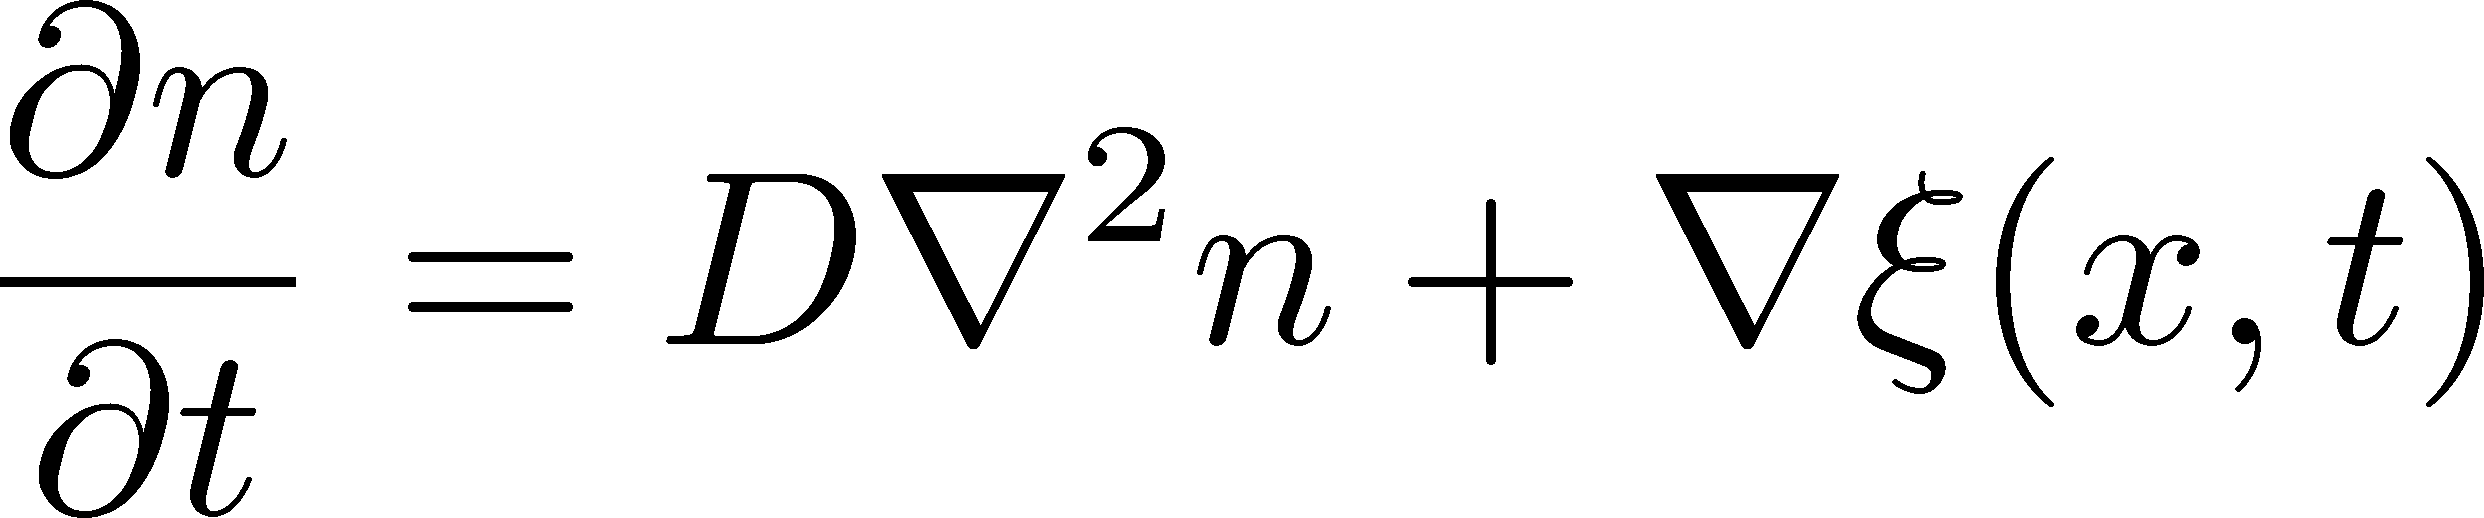 ∂n/∂t = D∇²n + ∇ξ(x, t)